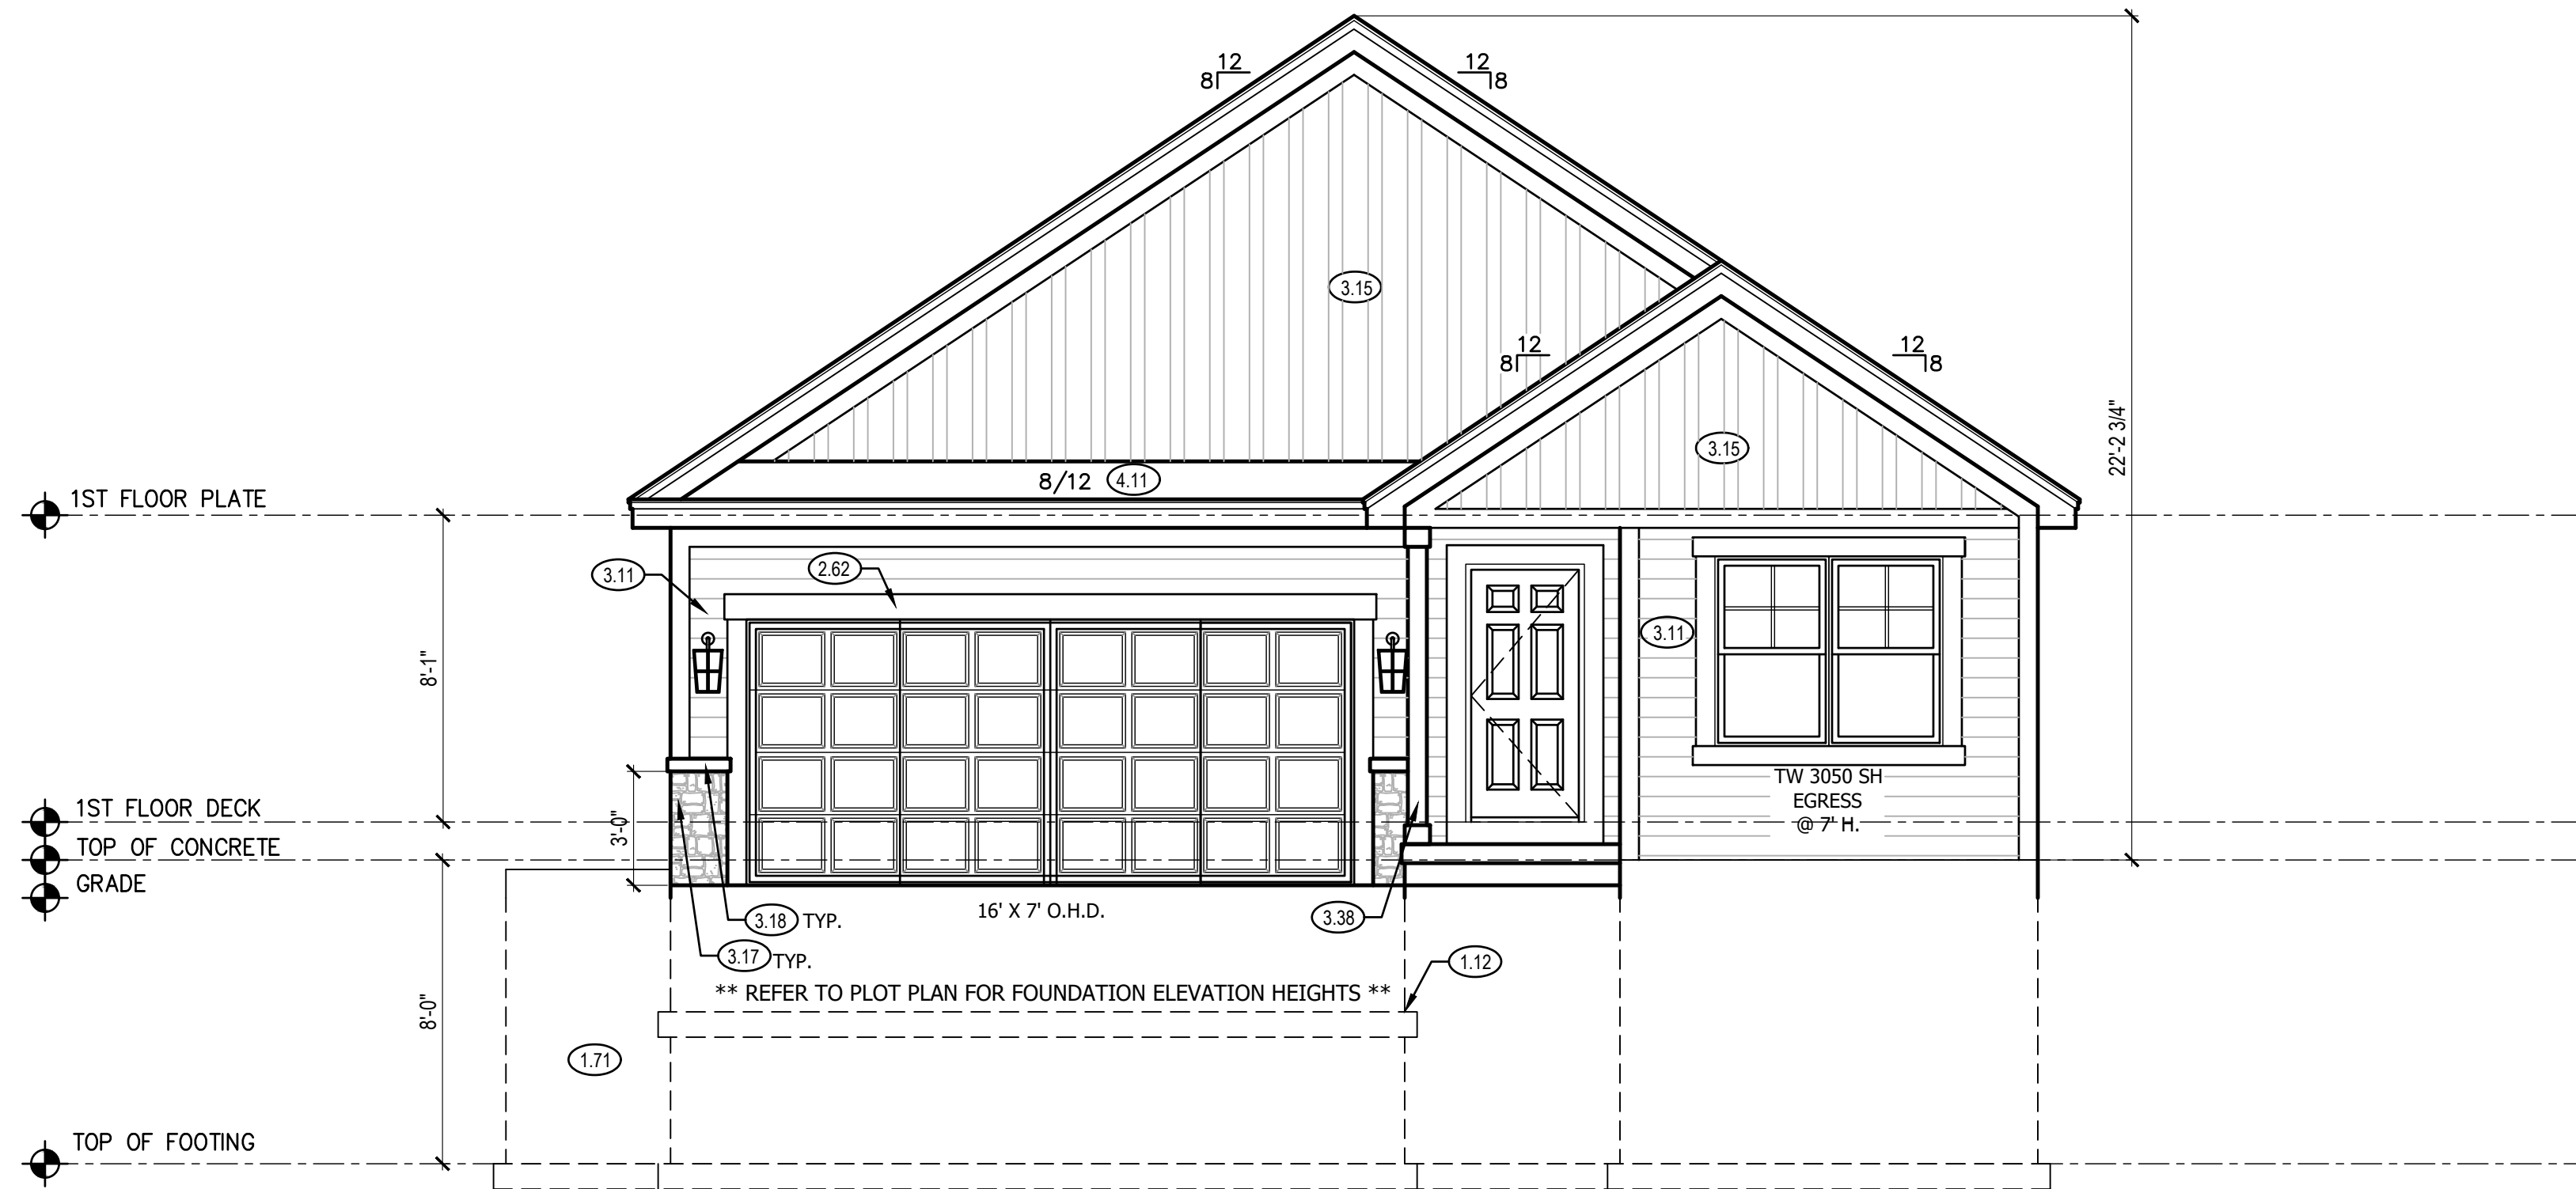 12
8
12
8
3.15
12
8
12
8
22'-2 3/4"
3.15
8/12 4.11
1ST FLOOR PLATE
3.11
2.62
3.11
8'-1"
TW 3050 SH
EGRESS
@ 7' H.
1ST FLOOR DECK
3'-0"
TOP OF CONCRETE
GRADE
16' X 7' O.H.D.
3.18 TYP.
3.38
3.17 TYP.
1.12
** REFER TO PLOT PLAN FOR FOUNDATION ELEVATION HEIGHTS **
8'-0"
1.71
TOP OF FOOTING